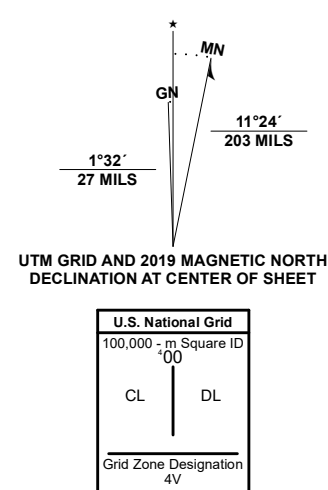 ★
MN
GN
11°24´
203 MILS
1°32´
27 MILS
UTM GRID AND 2019 MAGNETIC NORTH
DECLINATION AT CENTER OF SHEET
U.S. National Grid
100,000 - m Square ID
⁴00
CL DL
Grid Zone Designation
4V